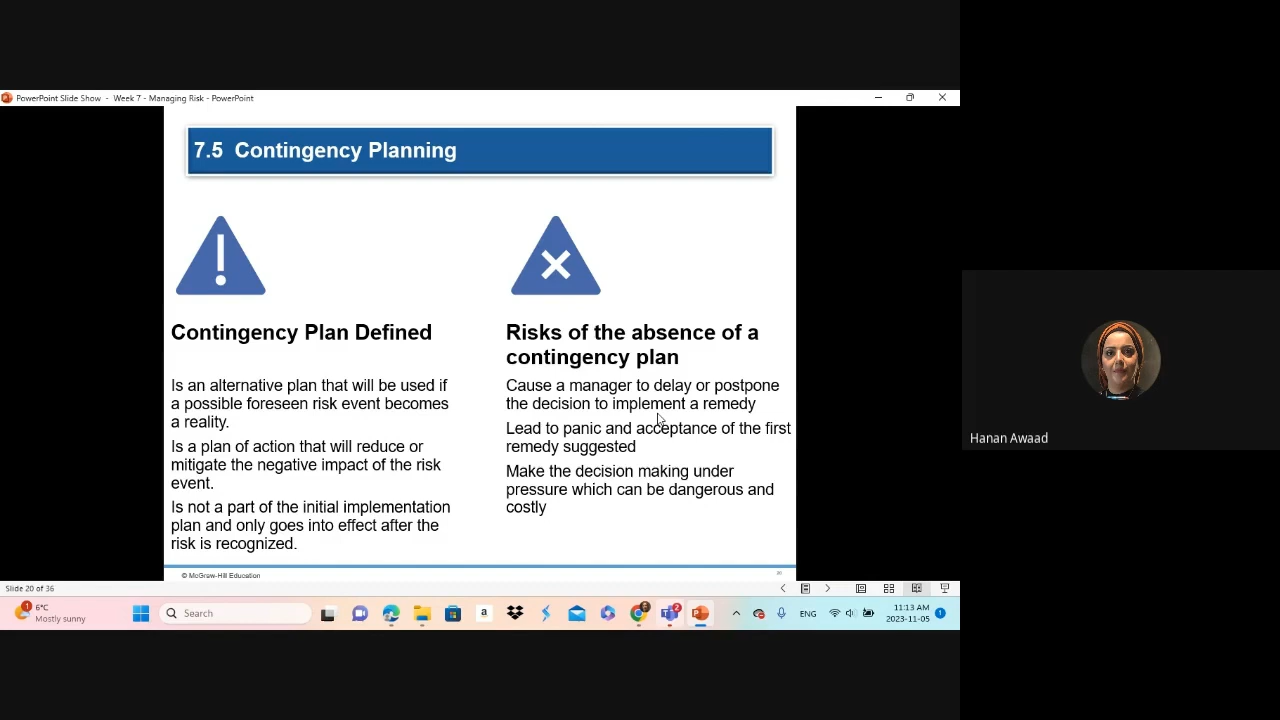 PowerPoint Slide Show - Week 7 - Managing Risk - PowerPoint
7.5 Contingency Planning
Contingency Plan Defined
Is an alternative plan that will be used if
a possible foreseen risk event becomes
a reality.
Is a plan of action that will reduce or
mitigate the negative impact of the risk
event.
Is not a part of the initial implementation
plan and only goes into effect after the
risk is recognized.
Risks of the absence of a
contingency plan
Cause a manager to delay or postpone
the decision to implement a remedy
Lead to panic and acceptance of the first
remedy suggested
Make the decision making under
pressure which can be dangerous and
costly
© McGraw-Hill Education
Slide 20 of 36
Hanan Awaad
1
6°C
Mostly sunny
Search
a
2
ENG
11:13 AM
2023-11-05
1